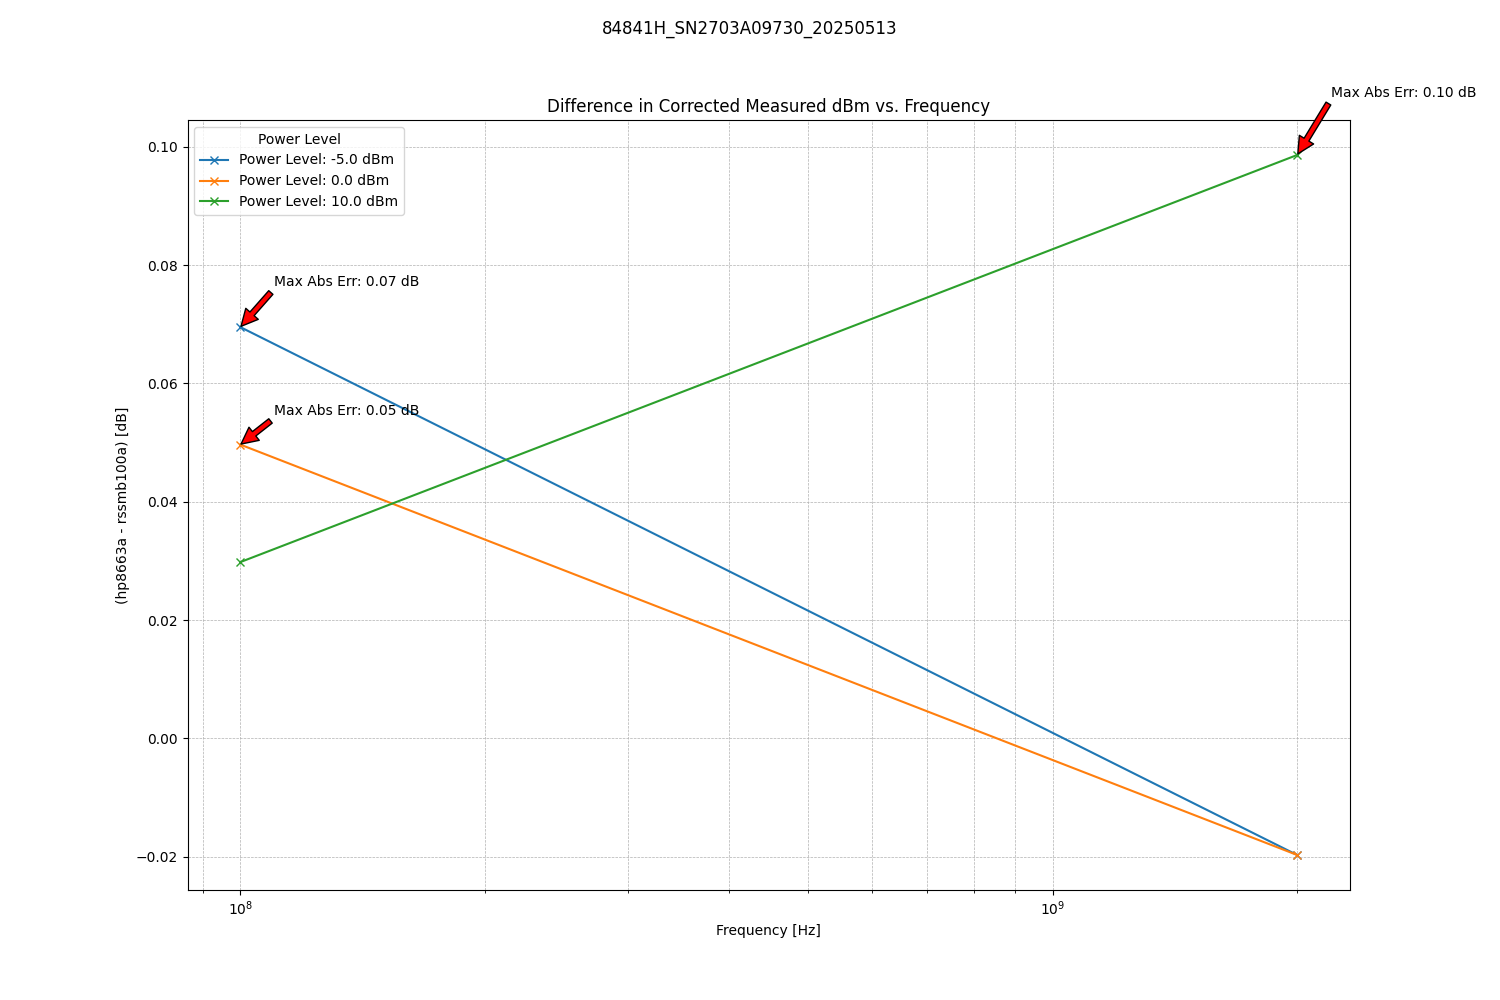 84841H_SN2703A09730_20250513
Difference in Corrected Measured dBm vs. Frequency
Max Abs Err: 0.10 dB
Power Level
Power Level: -5.0 dBm
Power Level: 0.0 dBm
Power Level: 10.0 dBm
Max Abs Err: 0.07 dB
Max Abs Err: 0.05 dB
(hp8663a - rssmb100a) [dB]
0.10
0.08
0.06
0.04
0.02
0.00
−0.02
10⁸
10⁹
Frequency [Hz]